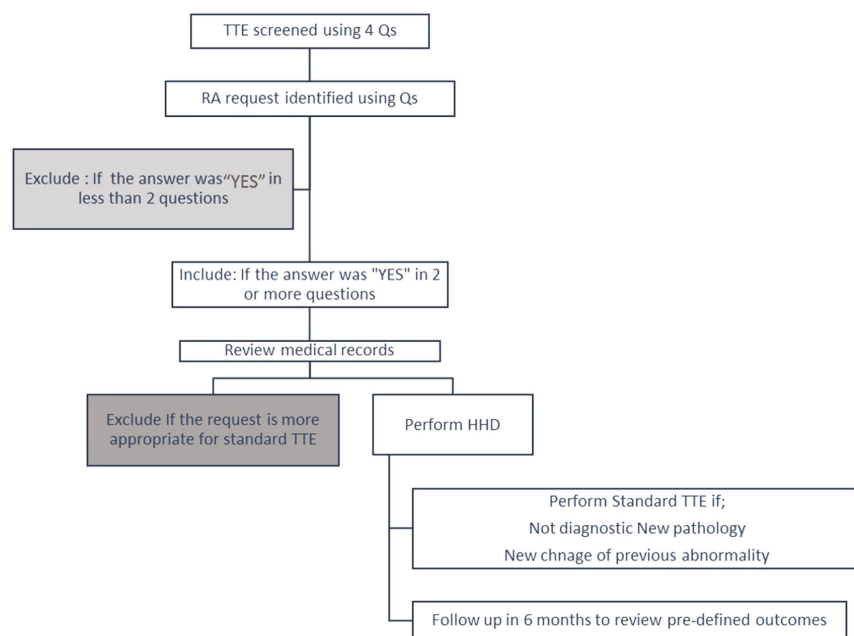 TTE screened using 4 Qs
RA request identified using Qs
Exclude : If the answer was“YES” in
less than 2 questions
Include: If the answer was "YES" in 2
or more questions
Review medical records
Exclude If the request is more
appropriate for standard TTE
Perform HHD
Perform Standard TTE if;
Not diagnostic New pathology
New chnage of previous abnormality
Follow up in 6 months to review pre-defined outcomes